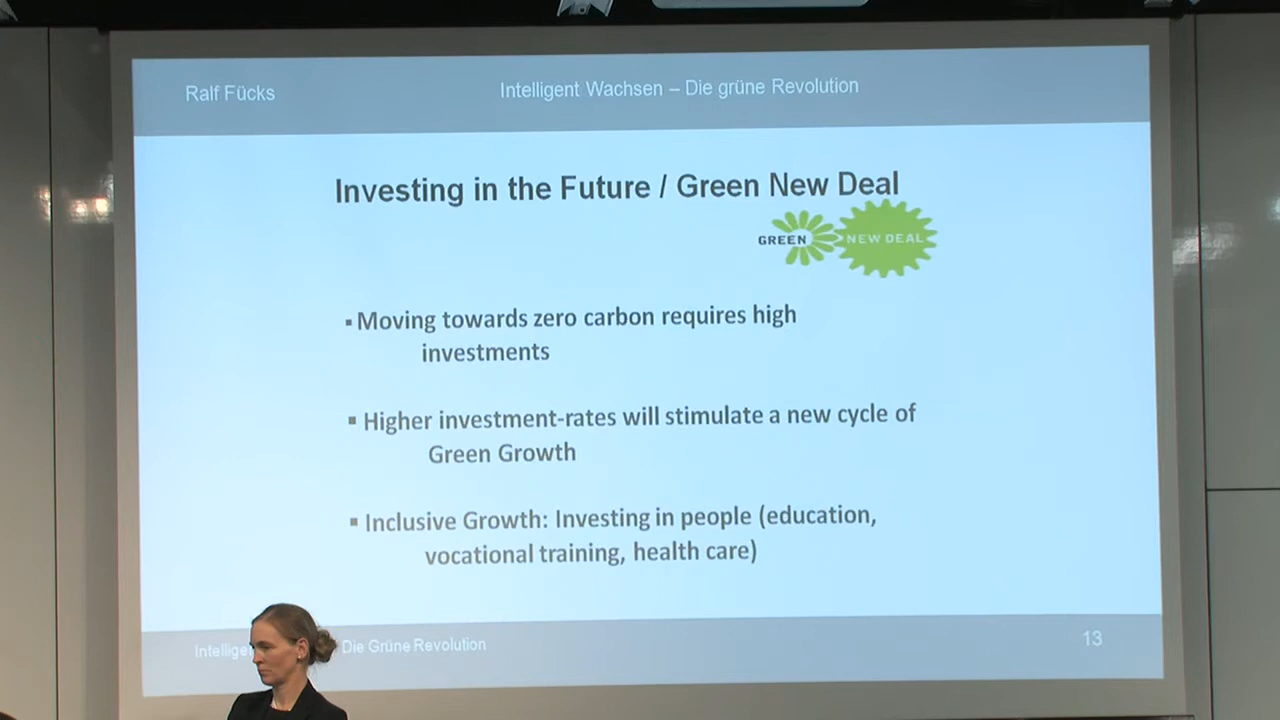 Ralf Fücks
Intelligent Wachsen – Die grüne Revolution
Investing in the Future / Green New Deal
GREEN NEW DEAL
▪ Moving towards zero carbon requires high
investments
▪ Higher investment-rates will stimulate a new cycle of
Green Growth
▪ Inclusive Growth: Investing in people (education,
vocational training, health care)
Die Grüne Revolution
13